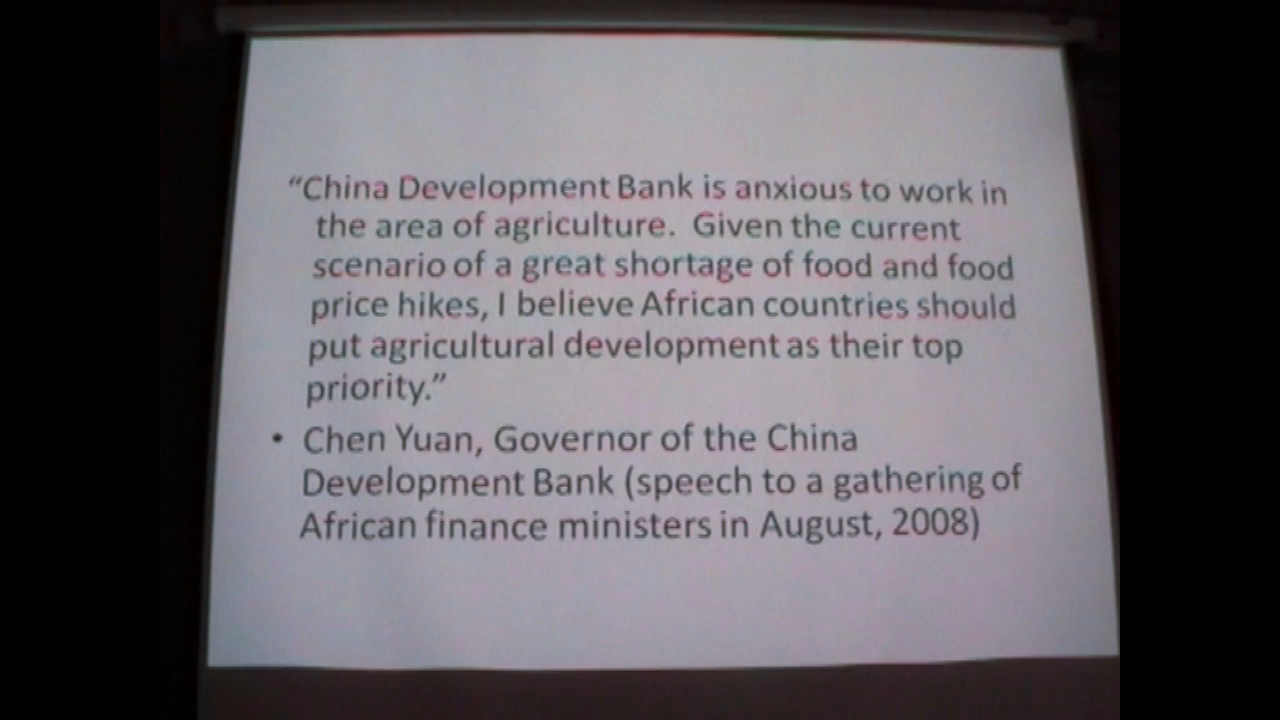 “China Development Bank is anxious to work in
the area of agriculture.  Given the current
scenario of a great shortage of food and food
price hikes, I believe African countries should
put agricultural development as their top
priority.”
• Chen Yuan, Governor of the China
Development Bank (speech to a gathering of
African finance ministers in August, 2008)